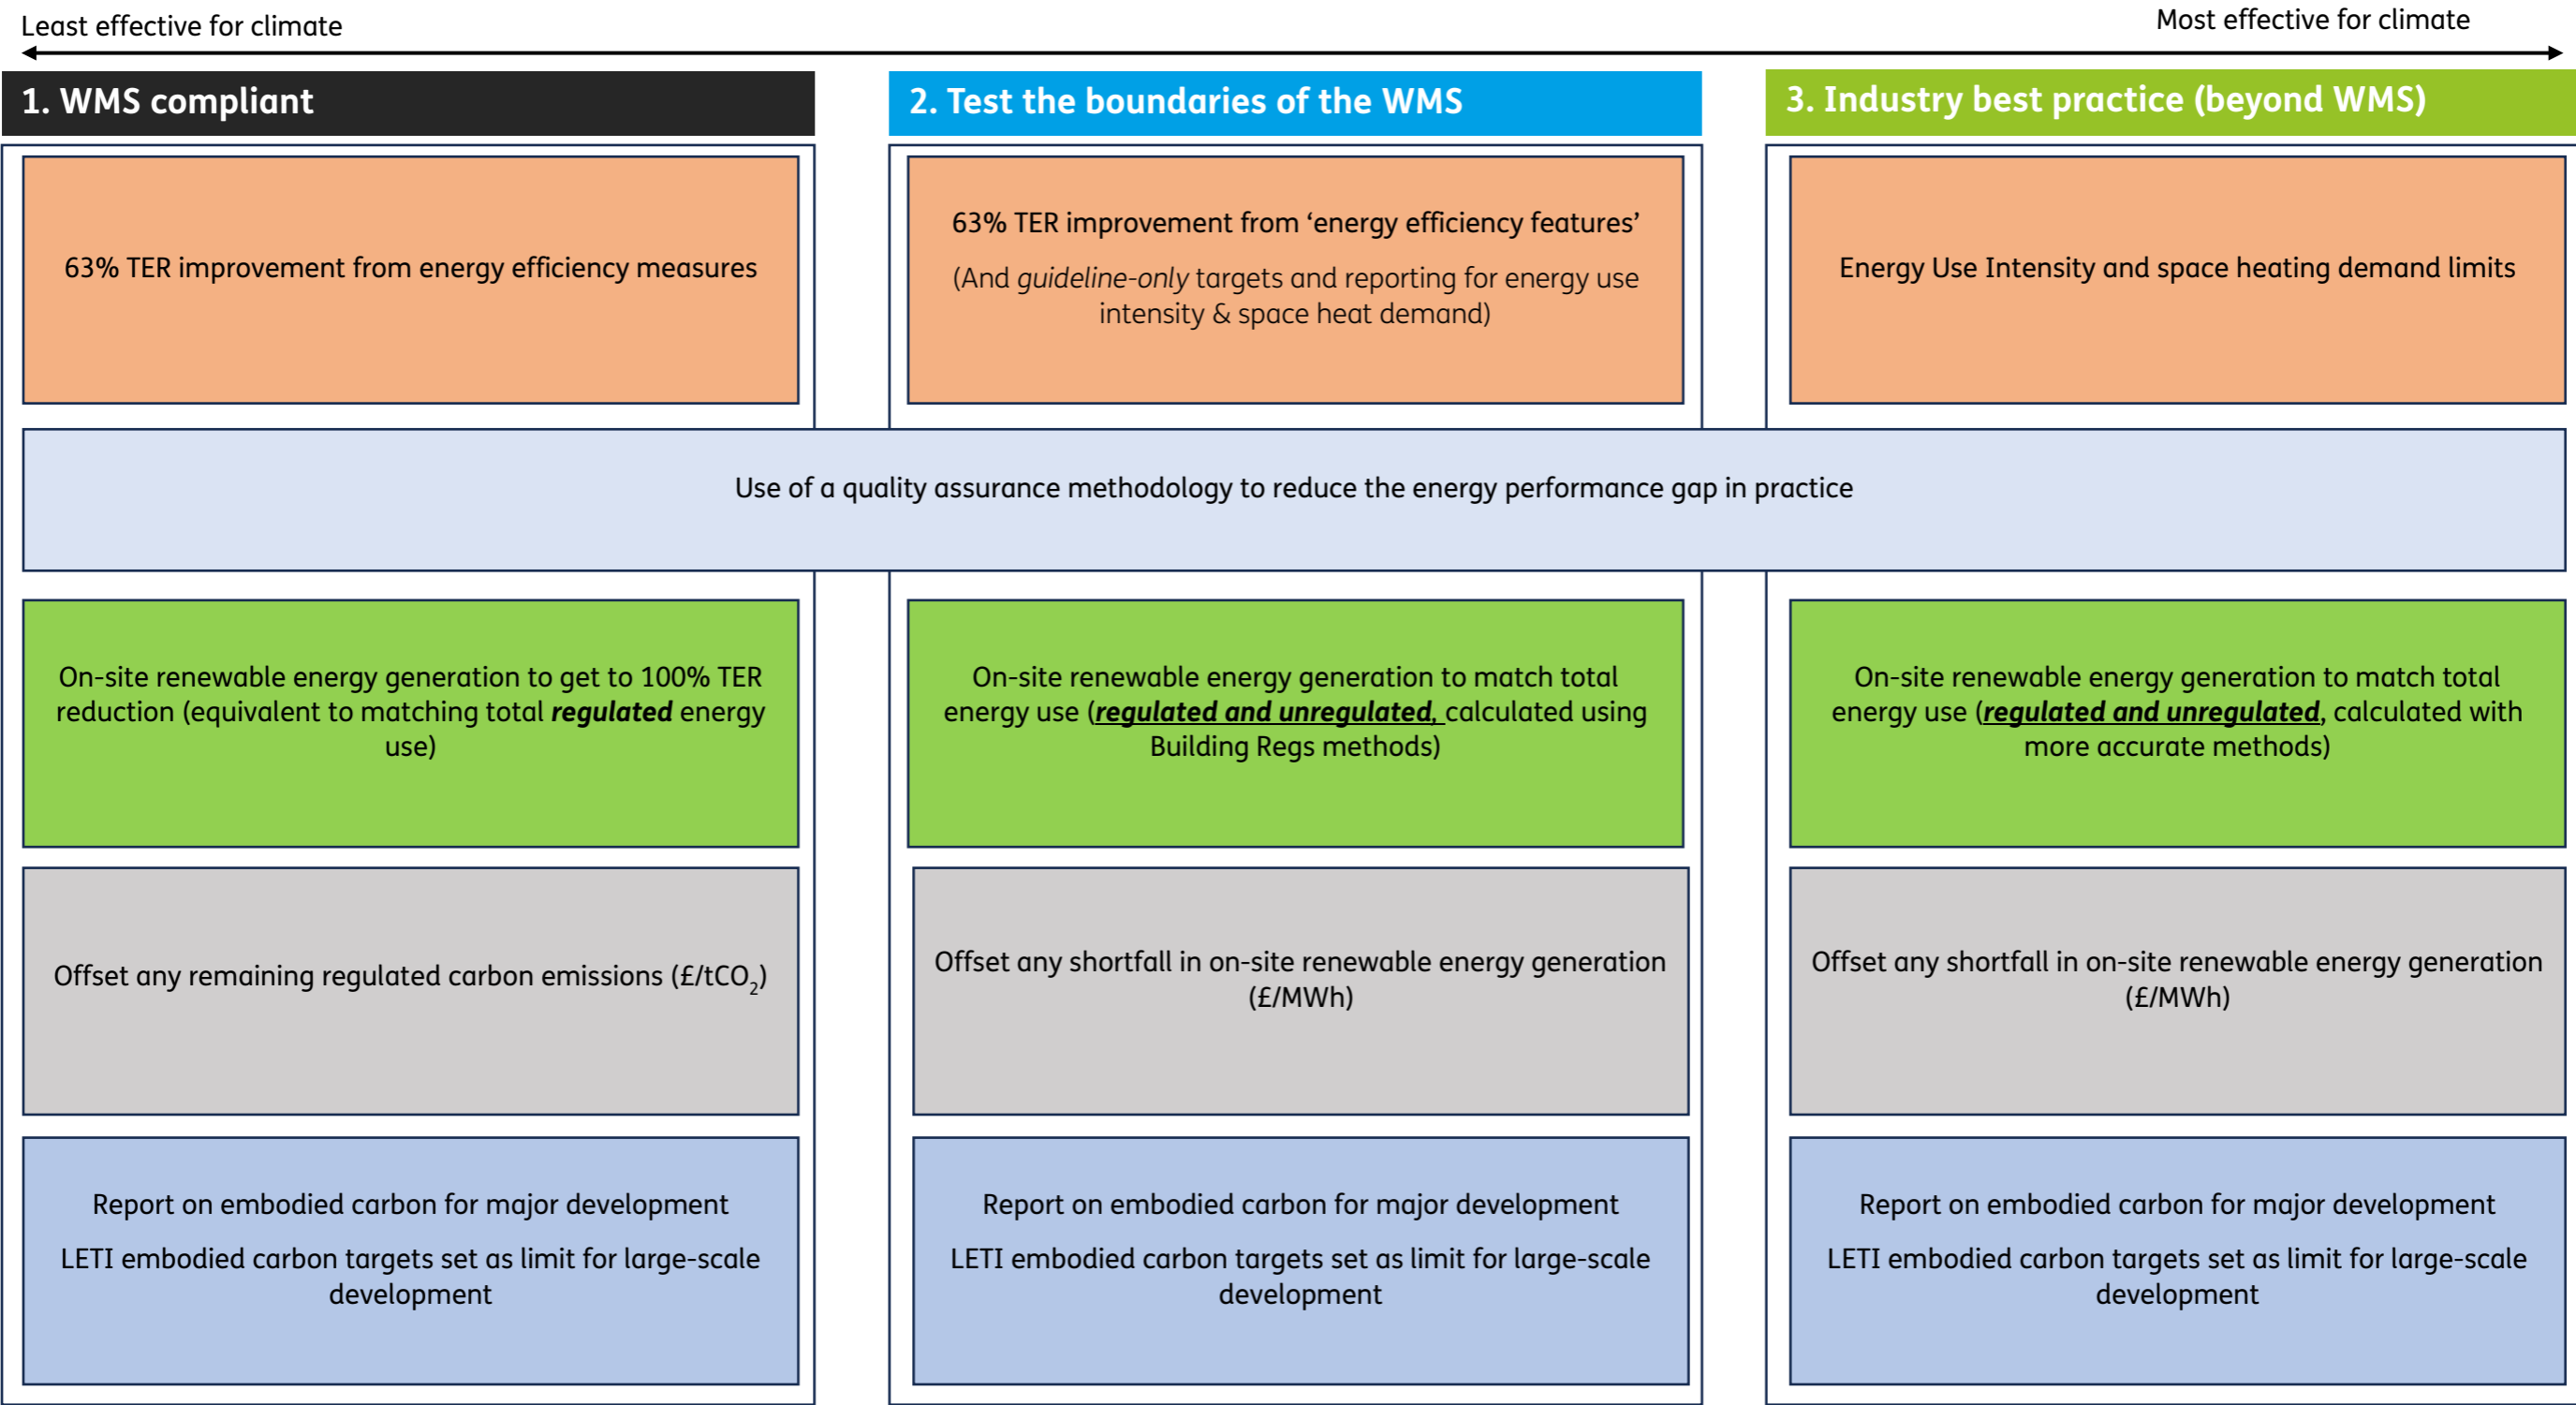 Least effective for climate
Most effective for climate
1. WMS compliant
2. Test the boundaries of the WMS
3. Industry best practice (beyond WMS)
63% TER improvement from energy efficiency measures
63% TER improvement from ‘energy efficiency features’
(And guideline-only targets and reporting for energy use
intensity & space heat demand)
Energy Use Intensity and space heating demand limits
Use of a quality assurance methodology to reduce the energy performance gap in practice
On-site renewable energy generation to get to 100% TER
reduction (equivalent to matching total regulated energy
use)
On-site renewable energy generation to match total
energy use (regulated and unregulated, calculated using
Building Regs methods)
On-site renewable energy generation to match total
energy use (regulated and unregulated, calculated with
more accurate methods)
Offset any remaining regulated carbon emissions (£/tCO₂)
Offset any shortfall in on-site renewable energy generation
(£/MWh)
Offset any shortfall in on-site renewable energy generation
(£/MWh)
Report on embodied carbon for major development
LETI embodied carbon targets set as limit for large-scale
development
Report on embodied carbon for major development
LETI embodied carbon targets set as limit for large-scale
development
Report on embodied carbon for major development
LETI embodied carbon targets set as limit for large-scale
development